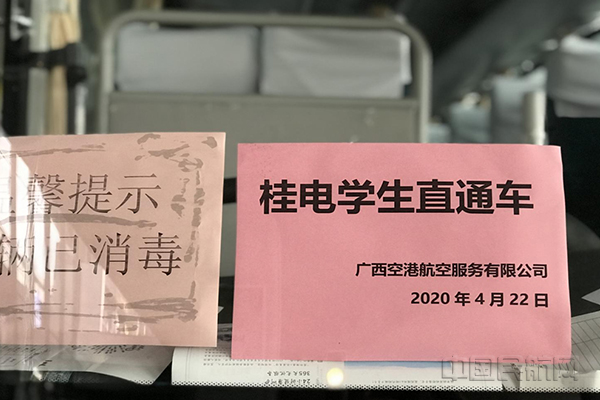 馨提示
辆已消毒
桂电学生直通车
广西空港航空服务有限公司
2020 年 4 月 22 日
中国民航网